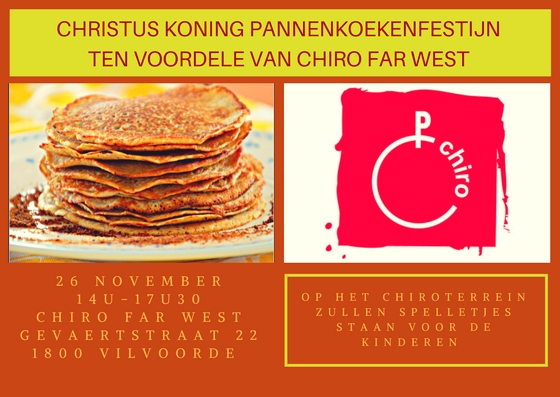 CHRISTUS KONING PANNENKOEKENFESTIJN
TEN VOORDELE VAN CHIRO FAR WEST
P
chiro
26 NOVEMBER
14U-17U30
CHIRO FAR WEST
GEVAERTSTRAAT 22
1800 VILVOORDE
OP HET CHIROTERREIN
ZULLEN SPELLETJES
STAAN VOOR DE
KINDEREN